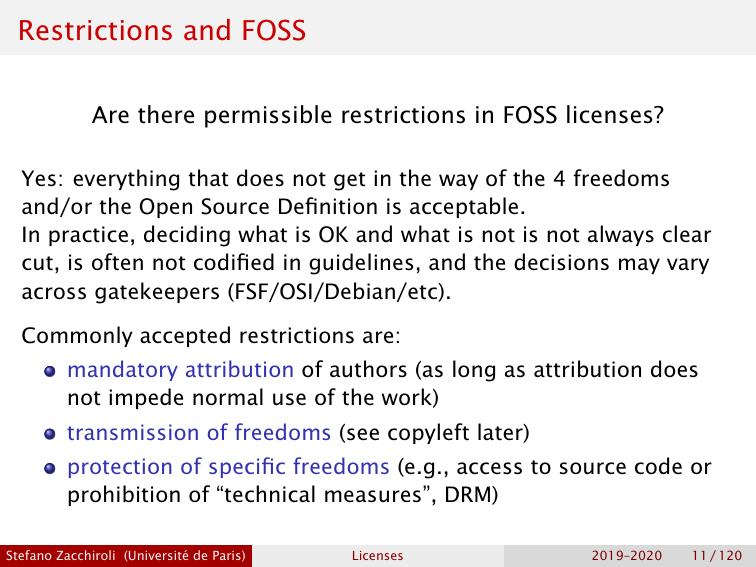 Restrictions and FOSS
Are there permissible restrictions in FOSS licenses?
Yes: everything that does not get in the way of the 4 freedoms
and/or the Open Source Definition is acceptable.
In practice, deciding what is OK and what is not is not always clear
cut, is often not codified in guidelines, and the decisions may vary
across gatekeepers (FSF/OSI/Debian/etc).
Commonly accepted restrictions are:
mandatory attribution of authors (as long as attribution does
not impede normal use of the work)
transmission of freedoms (see copyleft later)
protection of specific freedoms (e.g., access to source code or
prohibition of “technical measures”, DRM)
Stefano Zacchiroli (Université de Paris) Licenses 2019–2020 11 / 120